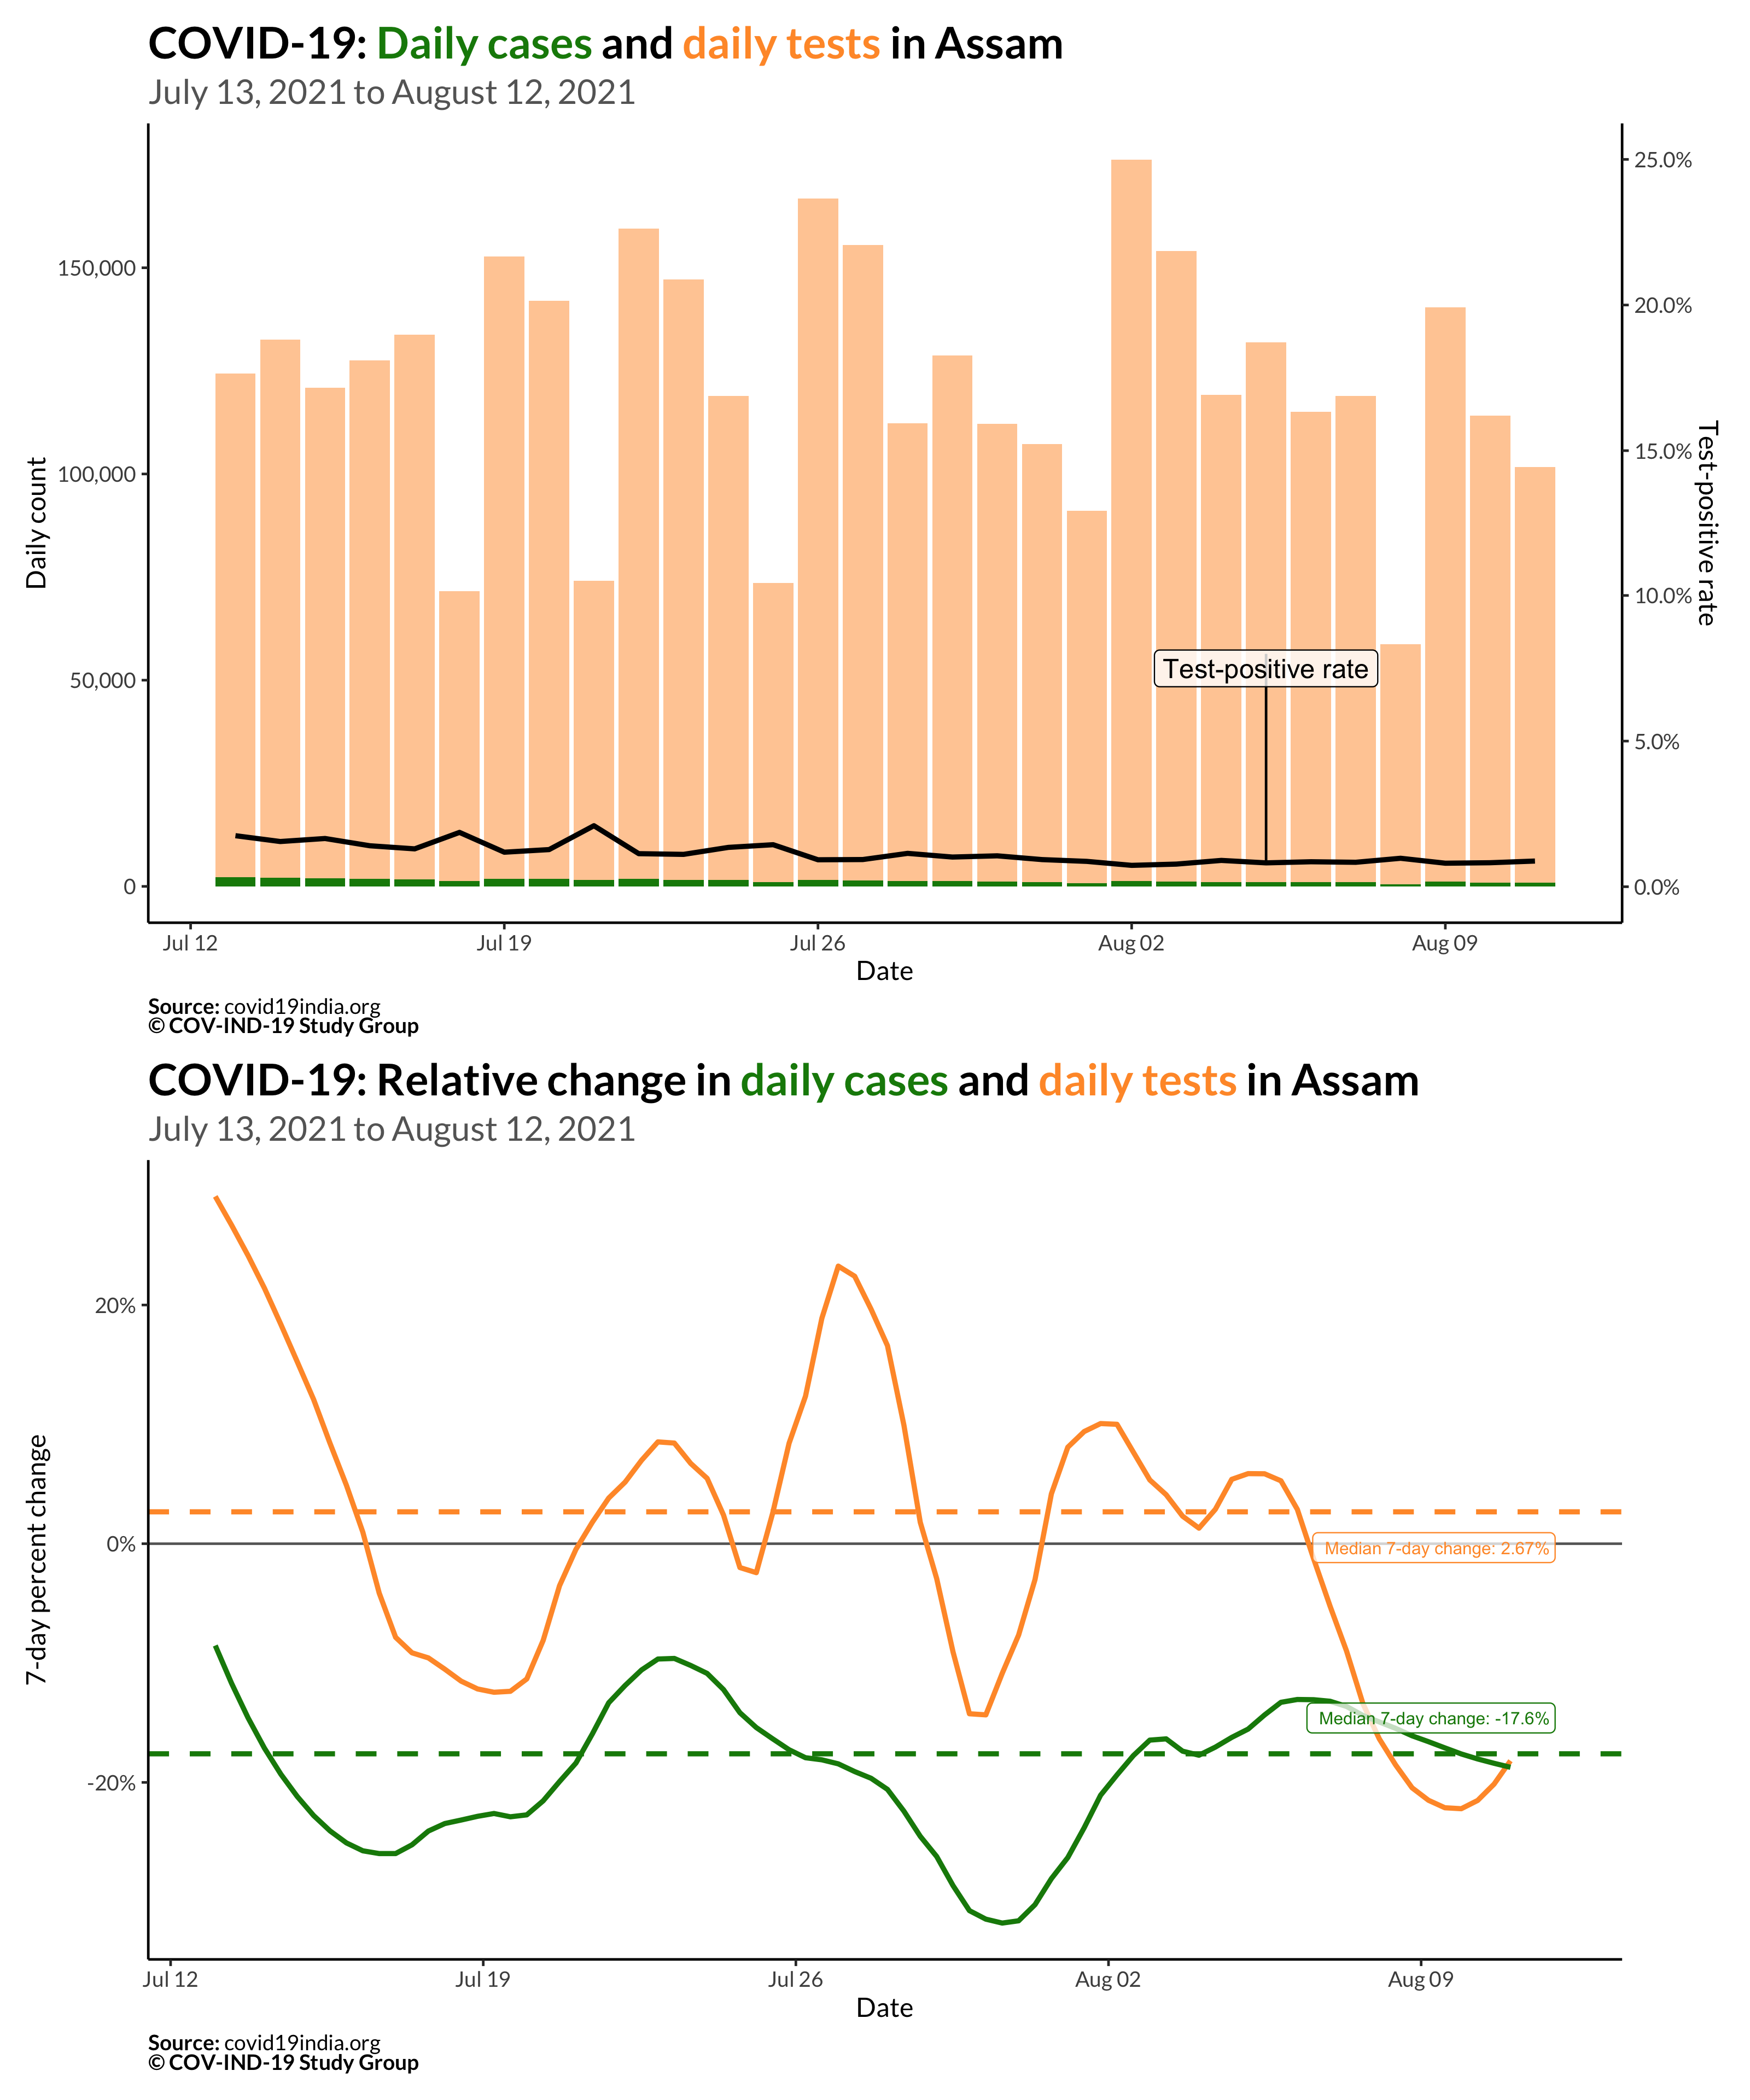 COVID-19: Daily cases and daily tests in Assam
July 13, 2021 to August 12, 2021
Daily count
150,000
100,000
50,000
0
25.0%
20.0%
15.0%
10.0%
5.0%
0.0%
Test-positive rate
Test-positive rate
Jul 12
Jul 19
Jul 26
Aug 02
Aug 09
Date
Source: covid19india.org
© COV-IND-19 Study Group
COVID-19: Relative change in daily cases and daily tests in Assam
July 13, 2021 to August 12, 2021
7-day percent change
20%
0%
-20%
Median 7-day change: 2.67%
Median 7-day change: -17.6%
Jul 12
Jul 19
Jul 26
Aug 02
Aug 09
Date
Source: covid19india.org
© COV-IND-19 Study Group